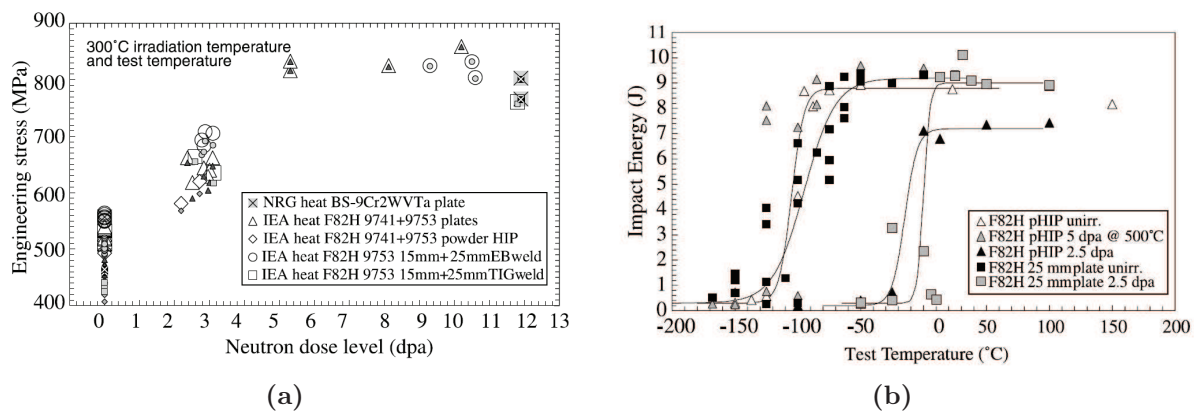 900
800
700
600
500
400
Engineering stress (MPa)
300°C irradiation temperature
and test temperature
NRG heat BS-9Cr2WVTa plate
IEA heat F82H 9741+9753 plates
IEA heat F82H 9741+9753 powder HIP
IEA heat F82H 9753 15mm+25mmEBweld
IEA heat F82H 9753 15mm+25mmTIGweld
0 1 2 3 4 5 6 7 8 9 10 11 12 13
Neutron dose level (dpa)
(a)
11
10
9
8
7
6
5
4
3
2
1
0
Impact Energy (J)
F82H pHIP unirr.
F82H pHIP 5 dpa @ 500°C
F82H pHIP 2.5 dpa
F82H 25 mmplate unirr.
F82H 25 mmplate 2.5 dpa
-200 -150 -100 -50 0 50 100 150 200
Test Temperature (°C)
(b)